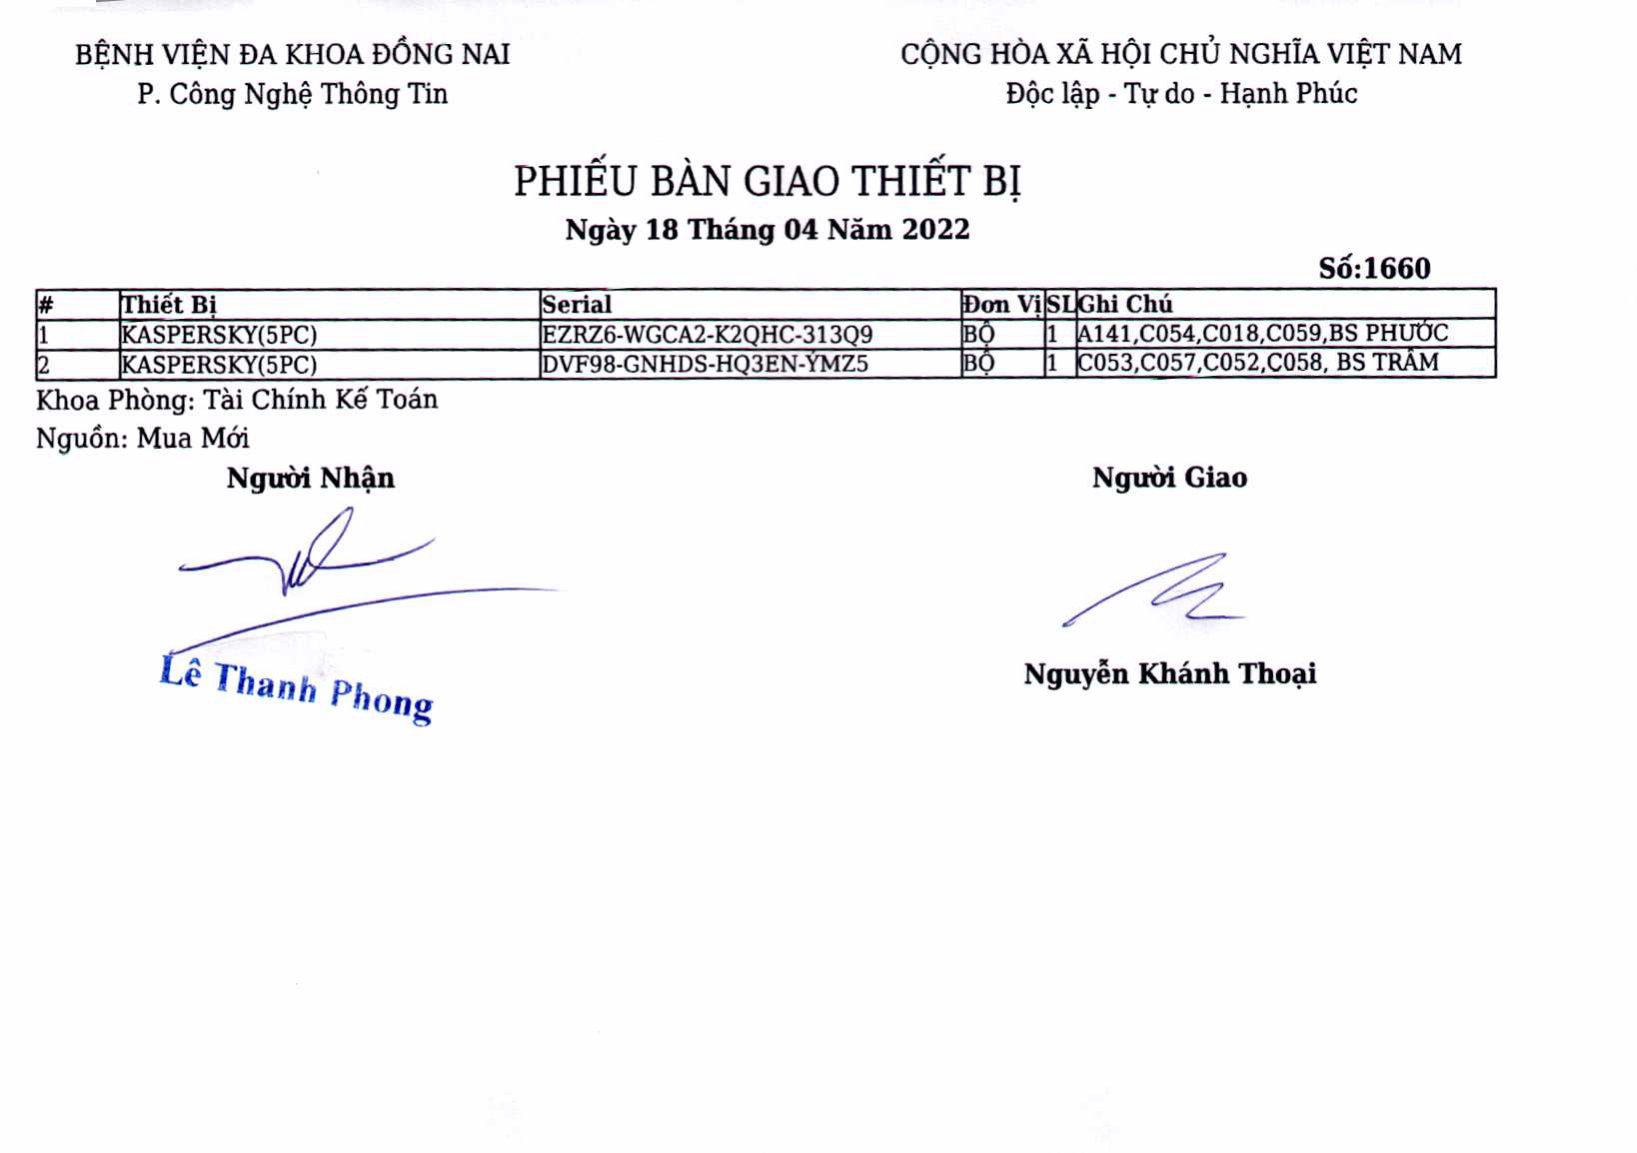 BỆNH VIỆN ĐA KHOA ĐỒNG NAI
P. Công Nghệ Thông Tin
CỘNG HÒA XÃ HỘI CHỦ NGHĨA VIỆT NAM
Độc lập - Tự do - Hạnh Phúc
PHIẾU BÀN GIAO THIẾT BỊ
Ngày 18 Tháng 04 Năm 2022
Số:1660
# Thiết Bị Serial Đơn Vị SL Ghi Chú
1 KASPERSKY(5PC) EZRZ6-WGCA2-K2QHC-313Q9 BỘ 1 A141,C054,C018,C059,BS PHƯỚC
2 KASPERSKY(5PC) DVF98-GNHDS-HQ3EN-YMZ5 BỘ 1 C053,C057,C052,C058, BS TRÂM
Khoa Phòng: Tài Chính Kế Toán
Nguồn: Mua Mới
Người Nhận
Người Giao
Lê Thanh Phong
Nguyễn Khánh Thoại